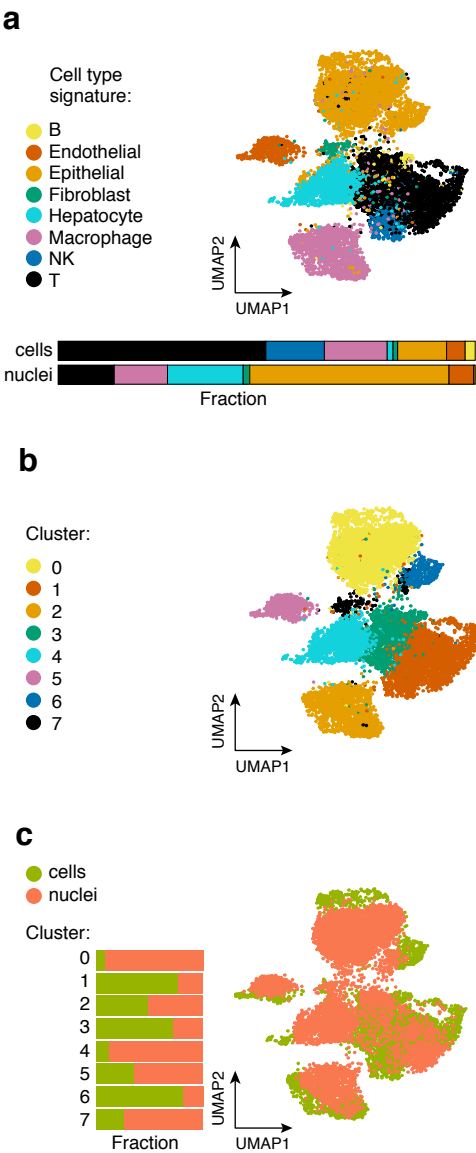 a
Cell type
signature:
B
Endothelial
Epithelial
Fibroblast
Hepatocyte
Macrophage
NK
T
UMAP2
UMAP1
cells
nuclei
Fraction
b
Cluster:
0
1
2
3
4
5
6
7
UMAP2
UMAP1
c
cells
nuclei
Cluster:
0
1
2
3
4
5
6
7
Fraction
UMAP2
UMAP1